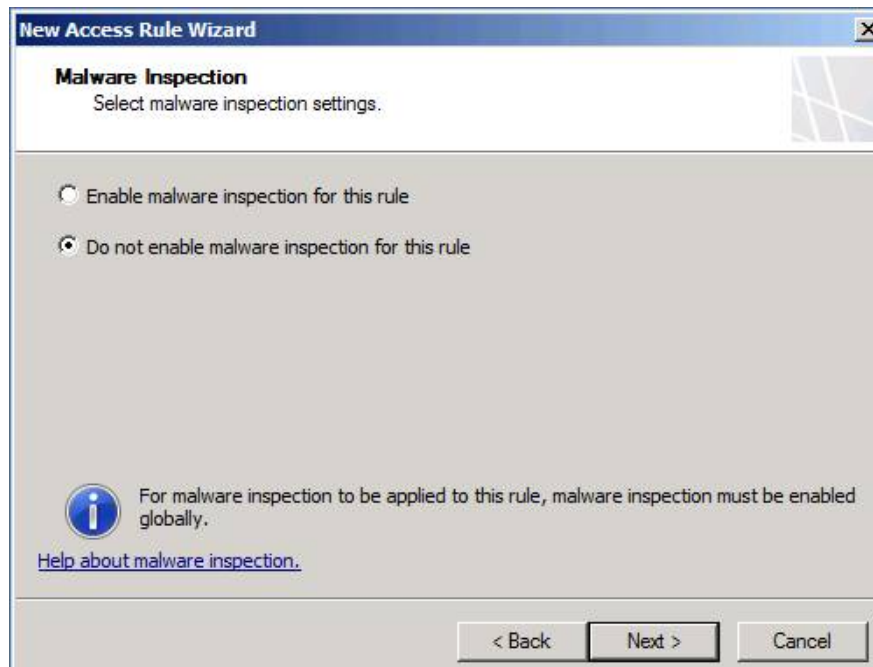 New Access Rule Wizard
Malware Inspection
Select malware inspection settings.
Enable malware inspection for this rule
Do not enable malware inspection for this rule
For malware inspection to be applied to this rule, malware inspection must be enabled
globally.
Help about malware inspection.
< Back Next > Cancel